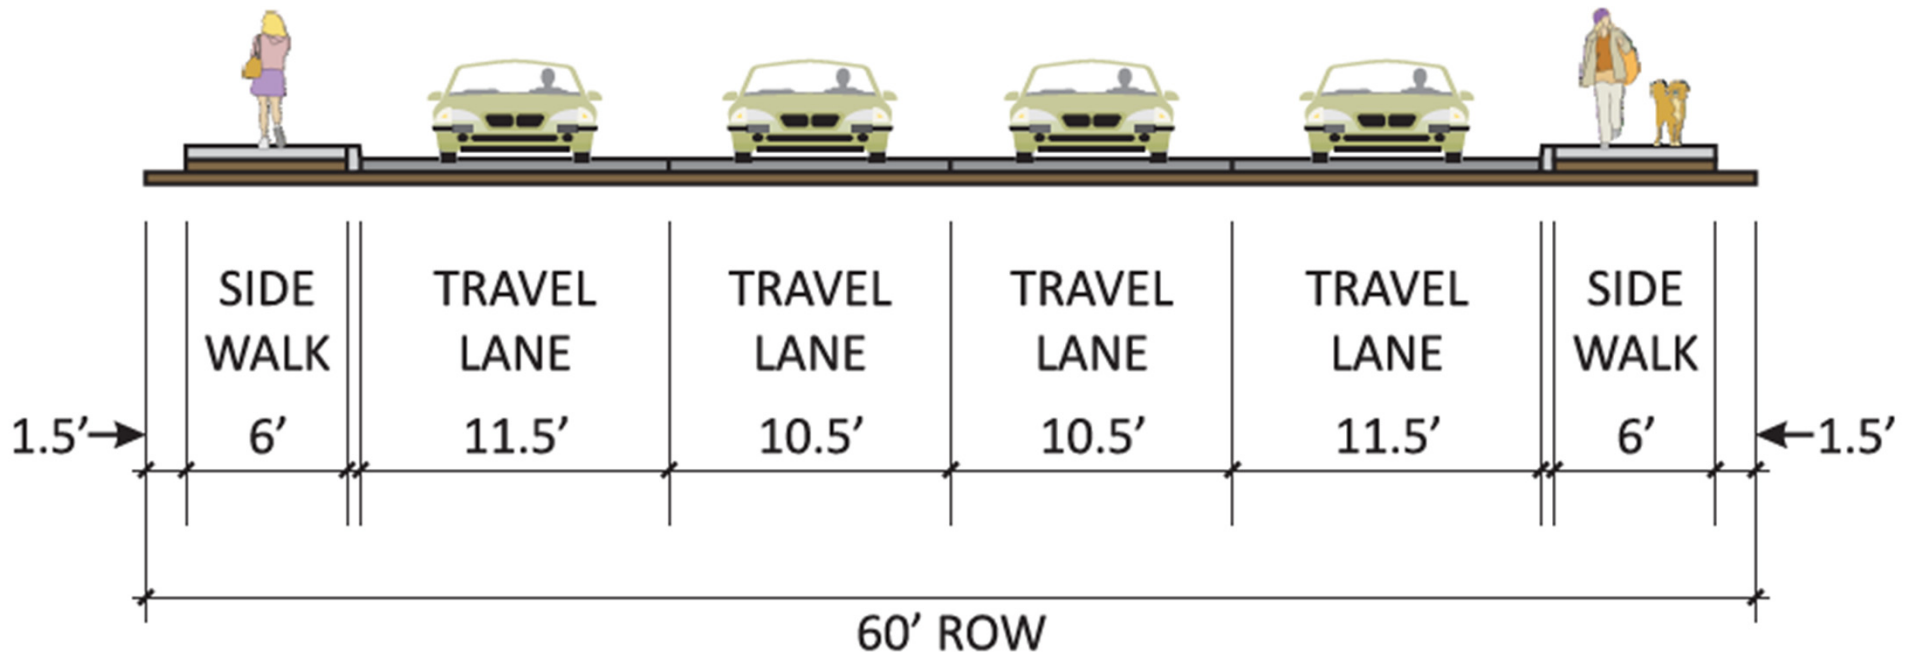 SIDE
WALK
6’
TRAVEL
LANE
11.5’
TRAVEL
LANE
10.5’
TRAVEL
LANE
10.5’
TRAVEL
LANE
11.5’
SIDE
WALK
6’
1.5’
1.5’
60’ ROW